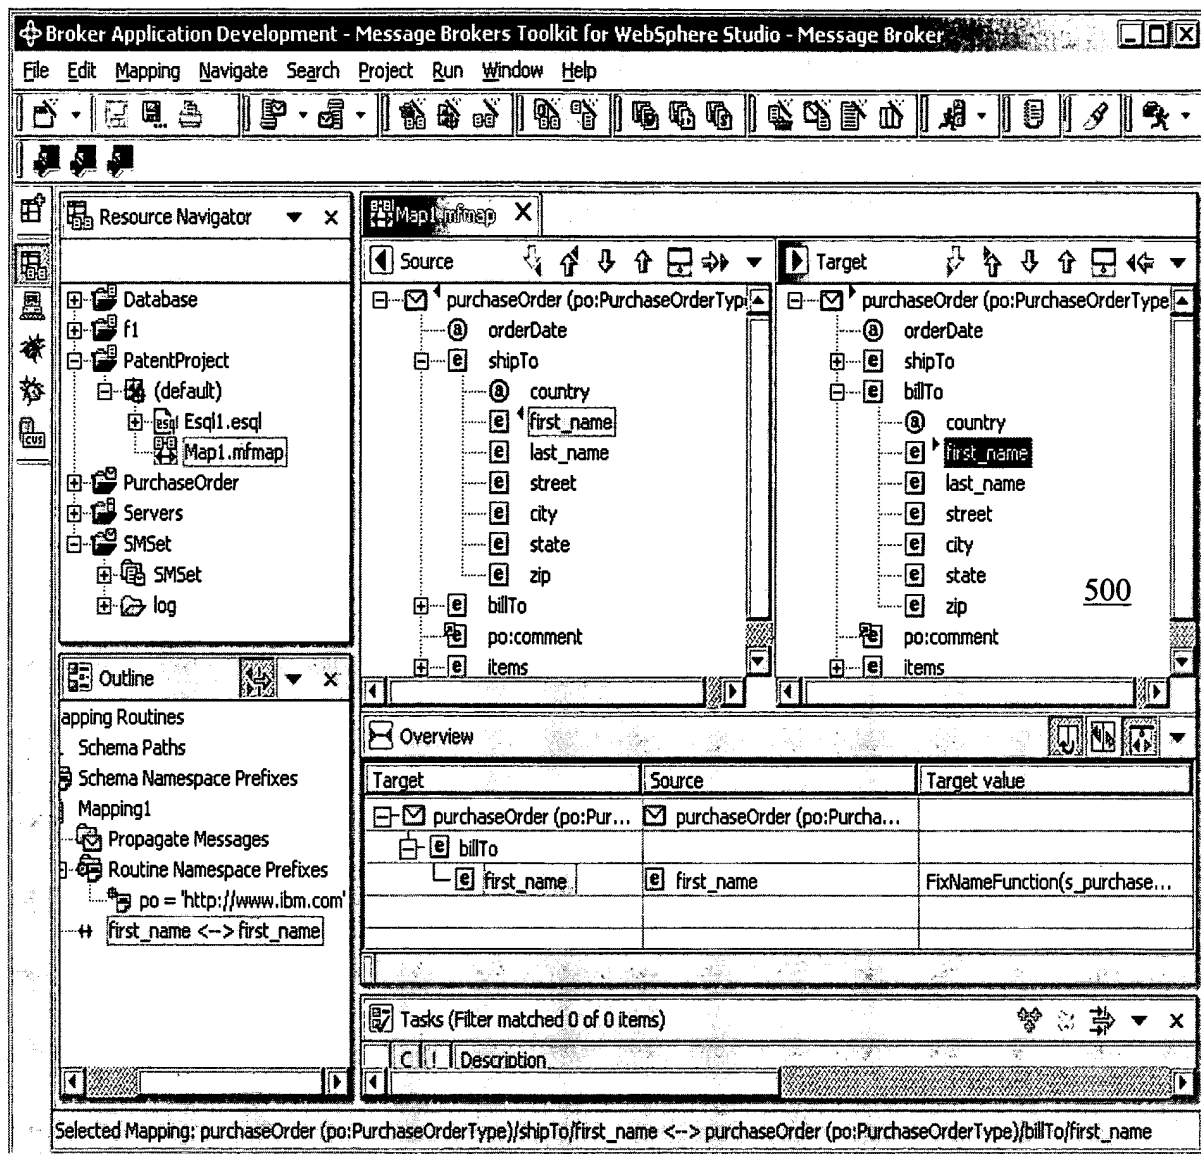 Broker Application Development - Message Brokers Toolkit for WebSphere Studio - Message Broker
File Edit Mapping Navigate Search Project Run Window Help
Resource Navigator
Database
f1
PatentProject
(default)
Esql1.esql
Map1.mfmap
PurchaseOrder
Servers
SMSet
SMSet
log
Map1.mfmap
Source
purchaseOrder (po:PurchaseOrderTyp
orderDate
shipTo
country
first_name
last_name
street
city
state
zip
billTo
po:comment
items
Target
purchaseOrder (po:PurchaseOrderType
orderDate
shipTo
billTo
country
first_name
last_name
street
city
state
zip
po:comment
items
500
Outline
apping Routines
Schema Paths
Schema Namespace Prefixes
Mapping1
Propagate Messages
Routine Namespace Prefixes
po = 'http://www.ibm.com'
first_name <--> first_name
Overview
Target Source Target value
purchaseOrder (po:Pur... purchaseOrder (po:Purcha...
billTo
first_name first_name FixNameFunction(s_purchase...
Tasks (Filter matched 0 of 0 items)
C ! Description
Selected Mapping: purchaseOrder (po:PurchaseOrderType)/shipTo/first_name <--> purchaseOrder (po:PurchaseOrderType)/billTo/first_name